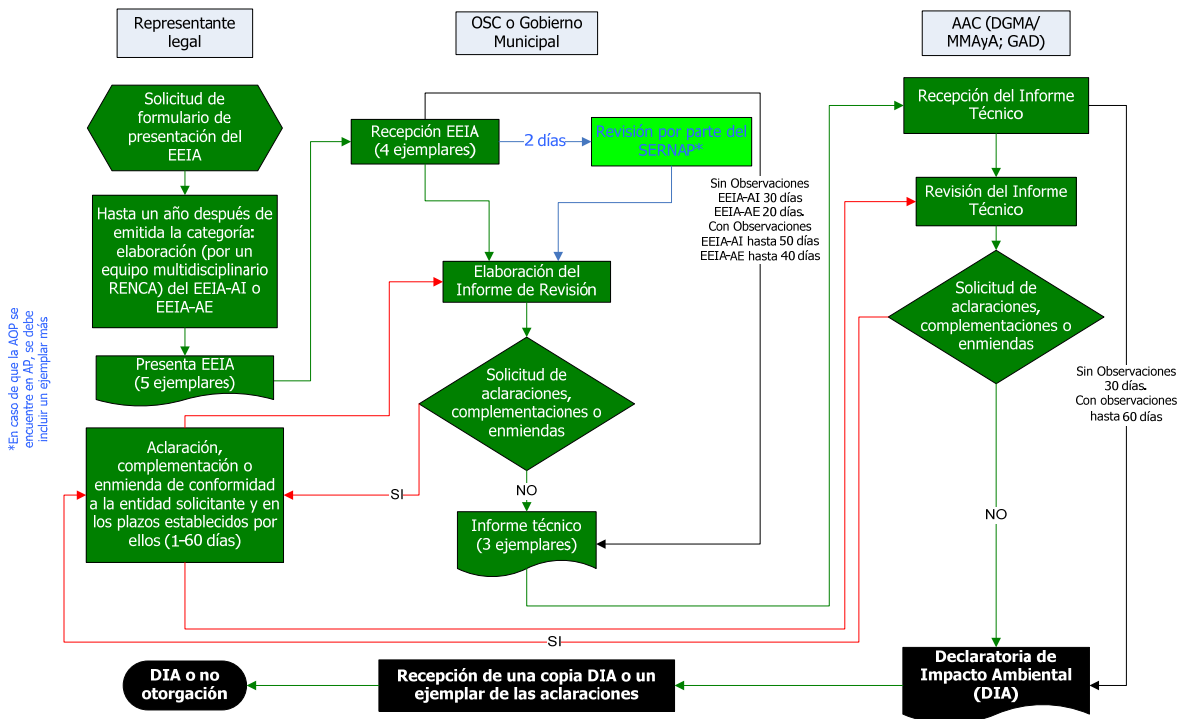 Representante
legal
OSC o Gobierno
Municipal
AAC (DGMA/
MMAyA; GAD)
Solicitud de
formulario de
presentación del
EEIA
Hasta un año después de
emitida la categoría:
elaboración (por un
equipo multidisciplinario
RENCA) del EEIA-AI o
EEIA-AE
Presenta EEIA
(5 ejemplares)
*En caso de que la AOP se
encuentre en AP, se debe
incluir un ejemplar más
Aclaración,
complementación o
enmienda de conformidad
a la entidad solicitante y en
los plazos establecidos por
ellos (1-60 días)
Recepción EEIA
(4 ejemplares)
2 días
Revisión por parte del
SERNAP*
Sin Observaciones
EEIA-AI 30 días
EEIA-AE 20 días.
Con Observaciones
EEIA-AI hasta 50 días
EEIA-AE hasta 40 días
Elaboración del
Informe de Revisión
Solicitud de
aclaraciones,
complementaciones o
enmiendas
SI
NO
Informe técnico
(3 ejemplares)
Recepción del Informe
Técnico
Revisión del Informe
Técnico
Solicitud de
aclaraciones,
complementaciones o
enmiendas
Sin Observaciones
30 días.
Con observaciones
hasta 60 días
NO
SI
Declaratoria de
Impacto Ambiental
(DIA)
Recepción de una copia DIA o un
ejemplar de las aclaraciones
DIA o no
otorgación